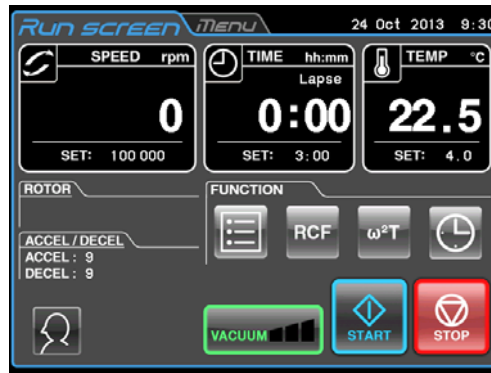 Run screen Menu 24 Oct 2013 9:30
SPEED rpm
0
SET: 100 000
TIME hh:mm
Lapse
0:00
SET: 3:00
TEMP °C
22.5
SET: 4.0
ROTOR
ACCEL/DECEL
ACCEL: 9
DECEL: 9
FUNCTION
RCF
ω²T
VACUUM
START
STOP